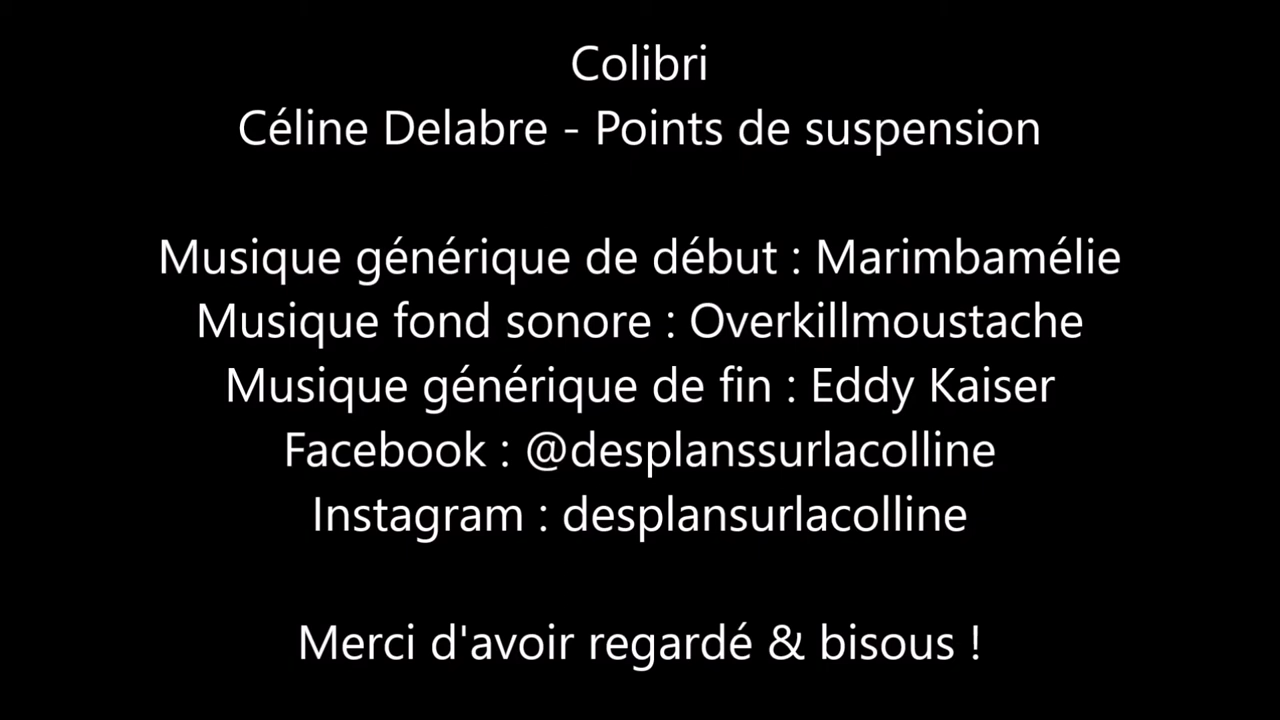 Colibri
Céline Delabre - Points de suspension
Musique générique de début : Marimbamélie
Musique fond sonore : Overkillmoustache
Musique générique de fin : Eddy Kaiser
Facebook : @desplanssurlacolline
Instagram : desplansurlacolline
Merci d'avoir regardé & bisous !